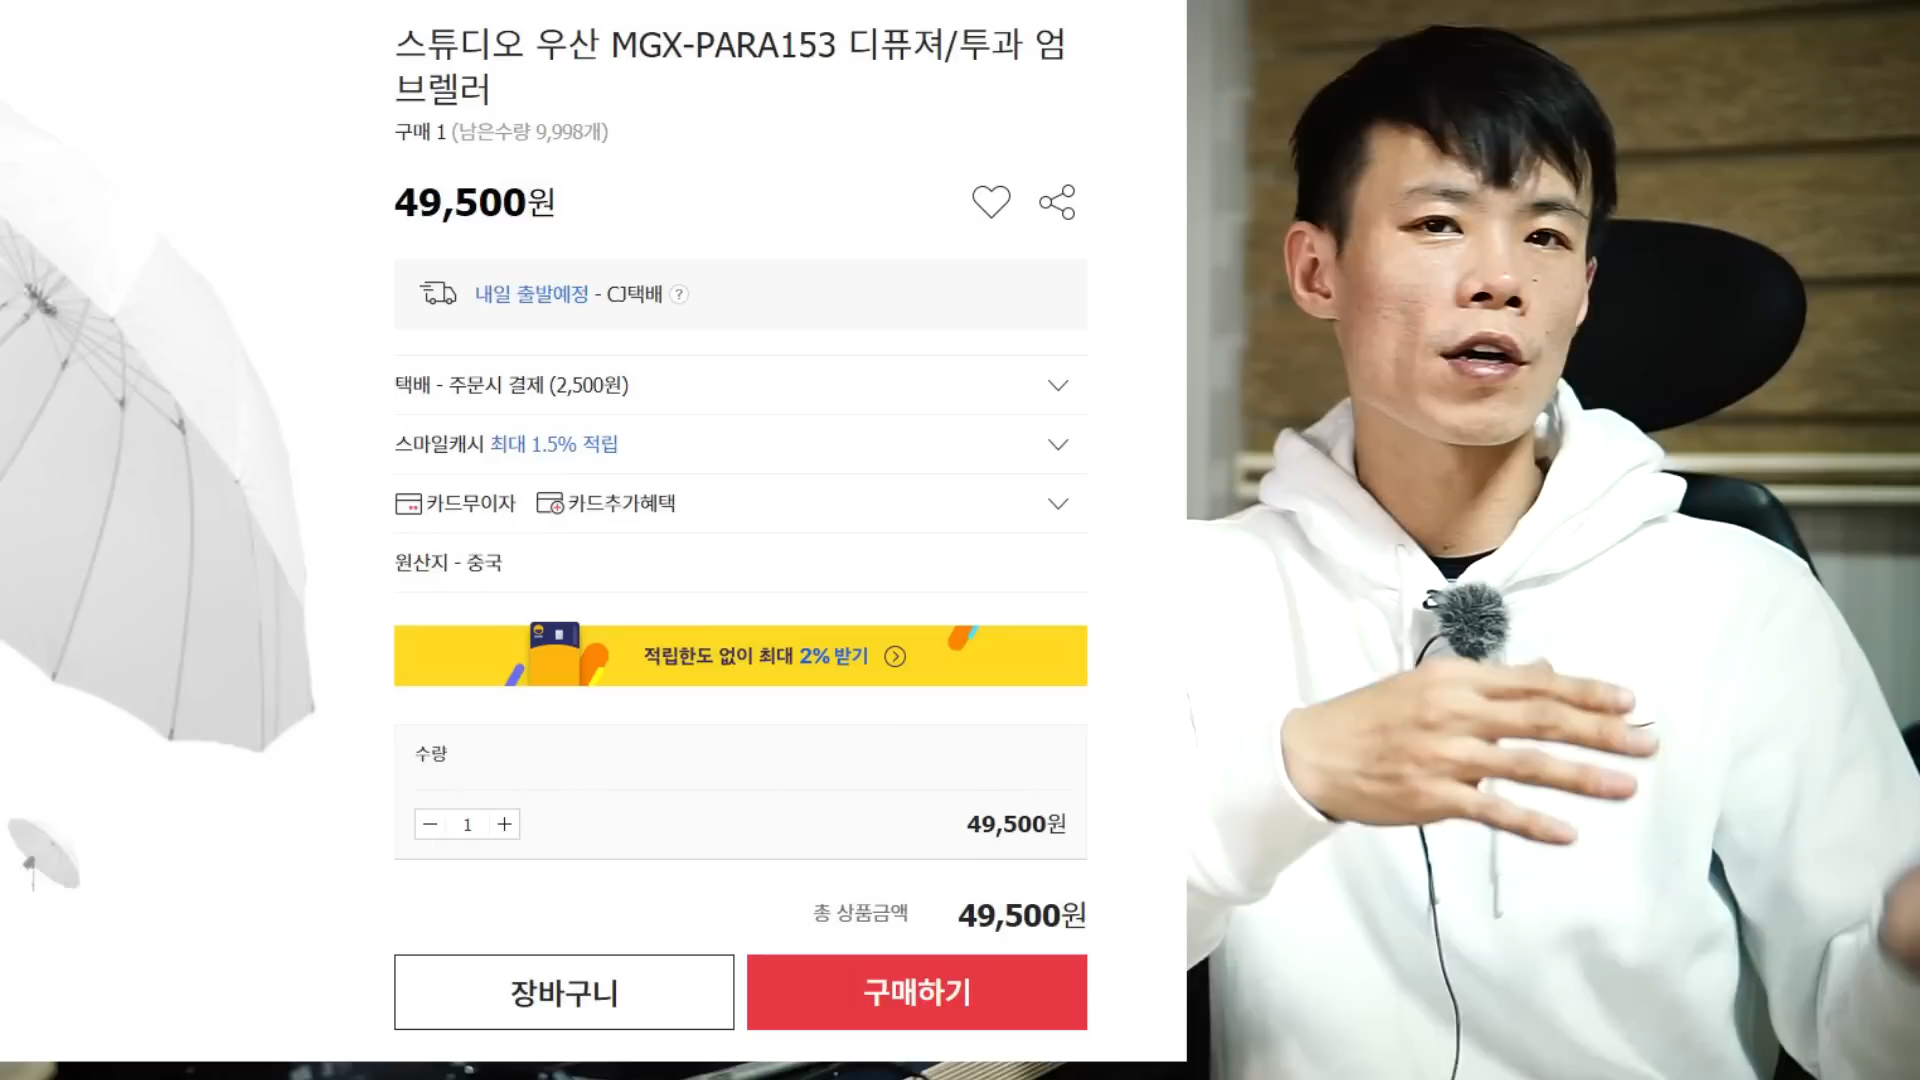 스튜디오 우산 MGX-PARA153 디퓨져/투과 엄
브렐러
구매 1 (남은수량 9,998개)
49,500원
내일 출발예정 - CJ택배 ?
택배 - 주문시 결제 (2,500원)
스마일캐시 최대 1.5% 적립
카드무이자 카드추가혜택
원산지 - 중국
적립한도 없이 최대 2% 받기
수량
− 1 + 49,500원
총 상품금액 49,500원
장바구니 구매하기